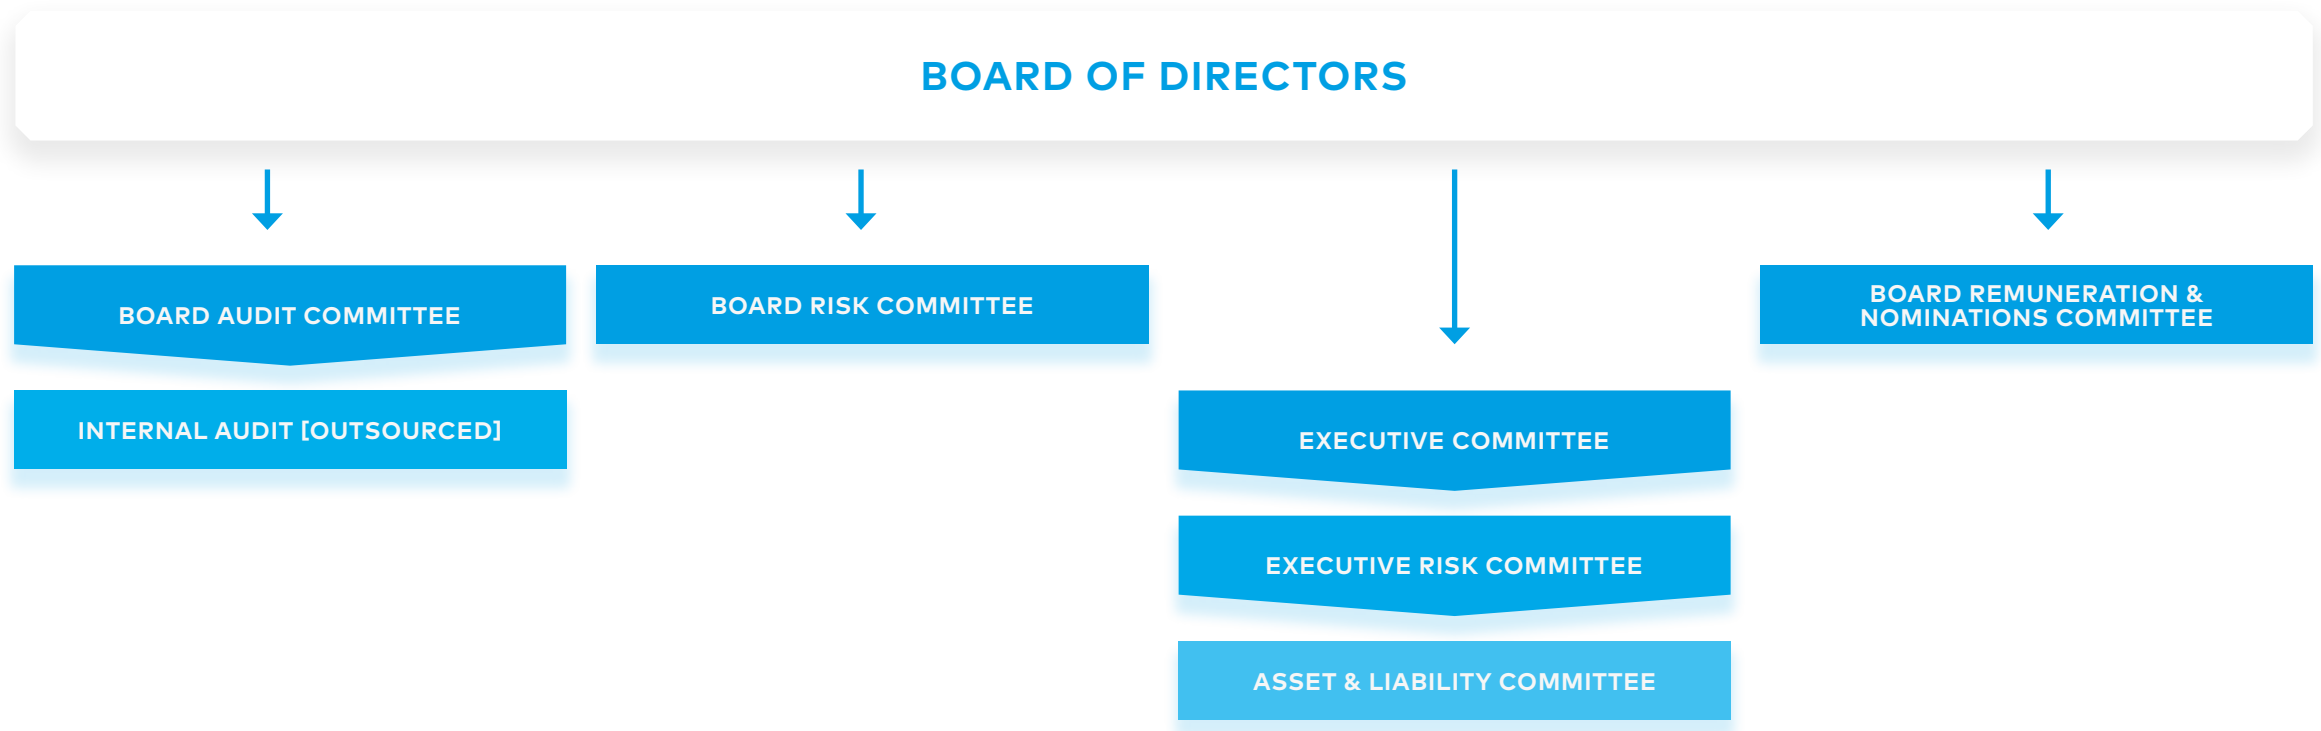 BOARD OF DIRECTORS
BOARD AUDIT COMMITTEE
INTERNAL AUDIT [OUTSOURCED]
BOARD RISK COMMITTEE
EXECUTIVE COMMITTEE
EXECUTIVE RISK COMMITTEE
ASSET & LIABILITY COMMITTEE
BOARD REMUNERATION &
NOMINATIONS COMMITTEE